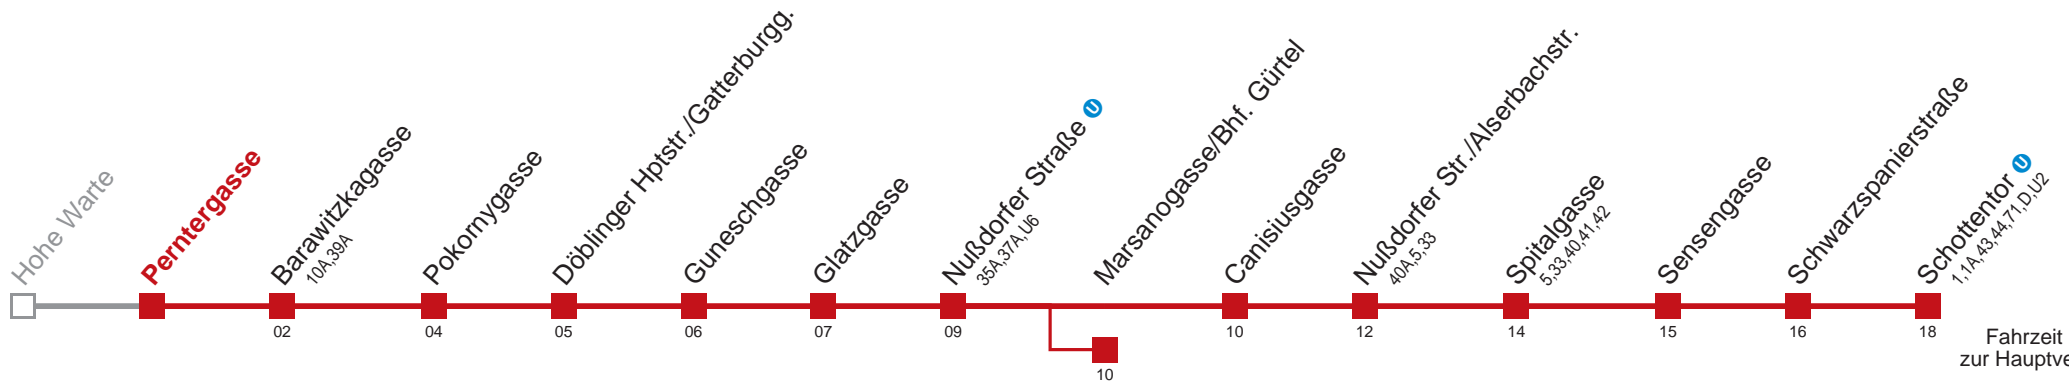 Hohe Warte
Perntergasse
Barawitzkagasse
10A,39A
Pokornygasse
Döblinger Hptstr./Gatterburgg.
Guneschgasse
Glatzgasse
Nußdorfer Straße U
35A,37A,U6
Marsanogasse/Bhf. Gürtel
Canisiusgasse
Nußdorfer Str./Alserbachstr.
40A,5,33
Spitalgasse
5,33,40,41,42
Sensengasse
Schwarzspanierstraße
Schottentor U
1,1A,43,44,71,D,U2
02
04
05
06
07
09
10
10
12
14
15
16
18
Fahrzeit
zur Hauptve